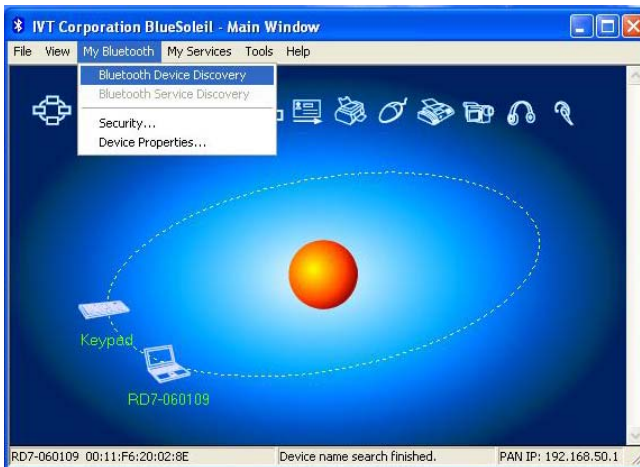 IVT Corporation BlueSoleil - Main Window
File View My Bluetooth My Services Tools Help
Bluetooth Device Discovery
Bluetooth Service Discovery
Security...
Device Properties...
Keypad
RD7-060109
RD7-060109 00:11:F6:20:02:8E Device name search finished. PAN IP: 192.168.50.1